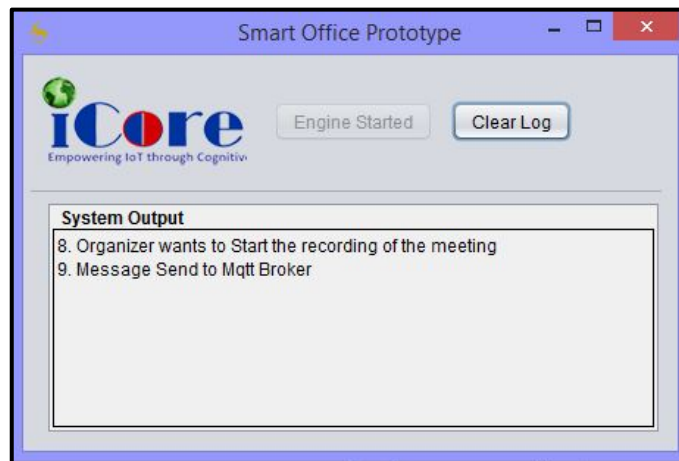 Smart Office Prototype
iCore
Empowering IoT through Cognitiv
Engine Started
Clear Log
System Output
8. Organizer wants to Start the recording of the meeting
9. Message Send to Mqtt Broker